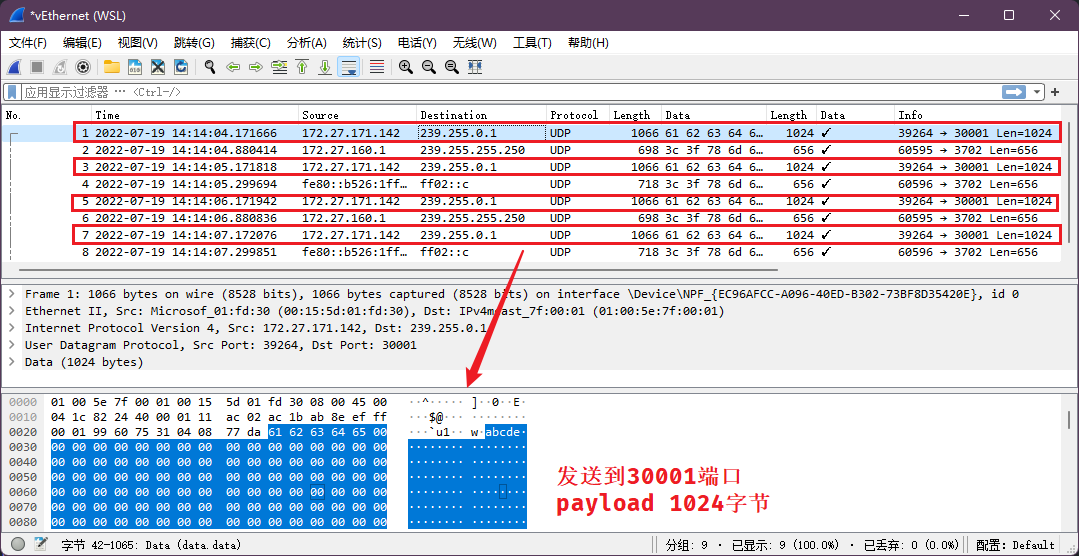 *vEthernet (WSL)
文件(F) 编辑(E) 视图(V) 跳转(G) 捕获(C) 分析(A) 统计(S) 电话(Y) 无线(W) 工具(T) 帮助(H)
应用显示过滤器 … <Ctrl-/>
No. Time Source Destination Protocol Length Data Length Data Info
1 2022-07-19 14:14:04.171666 172.27.171.142 239.255.0.1 UDP 1066 61 62 63 64 6… 1024 ✓ 39264 → 30001 Len=1024
2 2022-07-19 14:14:04.880414 172.27.160.1 239.255.255.250 UDP 698 3c 3f 78 6d 6… 656 ✓ 60595 → 3702 Len=656
3 2022-07-19 14:14:05.171818 172.27.171.142 239.255.0.1 UDP 1066 61 62 63 64 6… 1024 ✓ 39264 → 30001 Len=1024
4 2022-07-19 14:14:05.299694 fe80::b526:1ff… ff02::c UDP 718 3c 3f 78 6d 6… 656 ✓ 60596 → 3702 Len=656
5 2022-07-19 14:14:06.171942 172.27.171.142 239.255.0.1 UDP 1066 61 62 63 64 6… 1024 ✓ 39264 → 30001 Len=1024
6 2022-07-19 14:14:06.880836 172.27.160.1 239.255.255.250 UDP 698 3c 3f 78 6d 6… 656 ✓ 60595 → 3702 Len=656
7 2022-07-19 14:14:07.172076 172.27.171.142 239.255.0.1 UDP 1066 61 62 63 64 6… 1024 ✓ 39264 → 30001 Len=1024
8 2022-07-19 14:14:07.299851 fe80::b526:1ff… ff02::c UDP 718 3c 3f 78 6d 6… 656 ✓ 60596 → 3702 Len=656
Frame 1: 1066 bytes on wire (8528 bits), 1066 bytes captured (8528 bits) on interface \Device\NPF_{EC96AFCC-A096-40ED-B302-73BF8D35420E}, id 0
Ethernet II, Src: Microsof_01:fd:30 (00:15:5d:01:fd:30), Dst: IPv4mcast_7f:00:01 (01:00:5e:7f:00:01)
Internet Protocol Version 4, Src: 172.27.171.142, Dst: 239.255.0.1
User Datagram Protocol, Src Port: 39264, Dst Port: 30001
Data (1024 bytes)
0000 01 00 5e 7f 00 01 00 15 5d 01 fd 30 08 00 45 00 ··^····· ]··0··E·
0010 04 1c 82 24 40 00 01 11 ac 02 ac 1b ab 8e ef ff ···$@··· ········
0020 00 01 99 60 75 31 04 08 77 da 61 62 63 64 65 00 ···`u1·· w·abcde·
0030 00 00 00 00 00 00 00 00 00 00 00 00 00 00 00 00 ········ ········
0040 00 00 00 00 00 00 00 00 00 00 00 00 00 00 00 00 ········ ········
0050 00 00 00 00 00 00 00 00 00 00 00 00 00 00 00 00 ········ ········
0060 00 00 00 00 00 00 00 00 00 00 00 00 00 00 00 00 ········ ········
0070 00 00 00 00 00 00 00 00 00 00 00 00 00 00 00 00 ········ ········
0080 00 00 00 00 00 00 00 00 00 00 00 00 00 00 00 00 ········ ········
发送到30001端口
payload 1024字节
字节 42-1065: Data (data.data) 分组: 9 · 已显示: 9 (100.0%) · 已丢弃: 0 (0.0%) 配置: Default